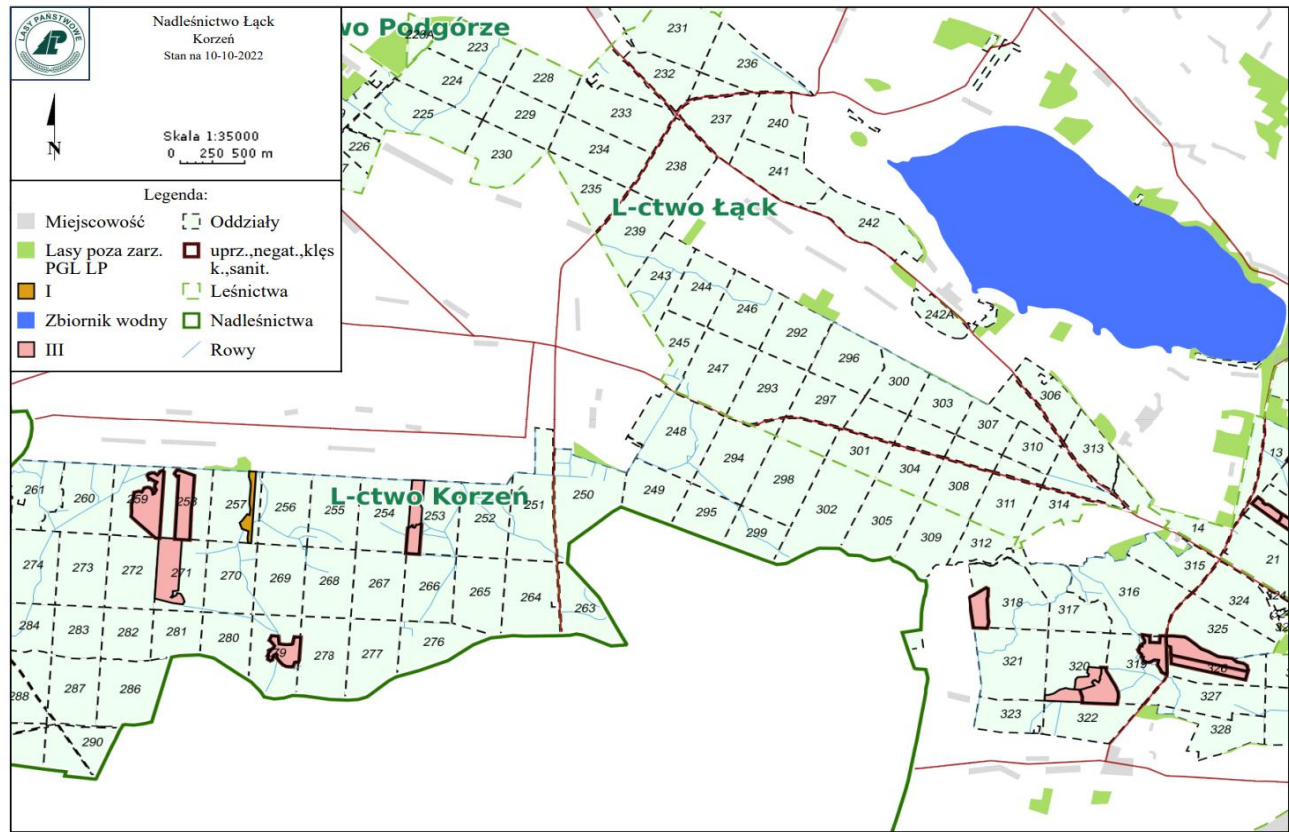 LASY PAŃSTWOWE
Nadleśnictwo Łąck
Korzeń
Stan na 10-10-2022
N
Skala 1:35000
0 250 500 m
Legenda:
Miejscowość
Oddziały
Lasy poza zarz.
PGL LP
uprz.,negat.,klęs
k.,sanit.
I
Leśnictwa
Zbiornik wodny
Nadleśnictwa
III
Rowy
wo Podgórze
L-ctwo Łąck
L-ctwo Korzeń
223A 223 231
224 228 232 236
225 229 233 237 240
226 230 234 238 241
235 239 242
243 244 246 292 242A
245 247 293 296 300 303 306
297 307 310 313
248 294 301 304 13
298 308 311 314
261 260 259 258 257 256 255 254 253 252 251 250 249
295 299 302 305 309 312 14
315 21
274 273 272 271 270 269 268 267 266 265 264 263
318 317 316 324
284 283 282 281 280 278 277 276
325
321 320 319 326
288 287 286
323 322 327
290 328